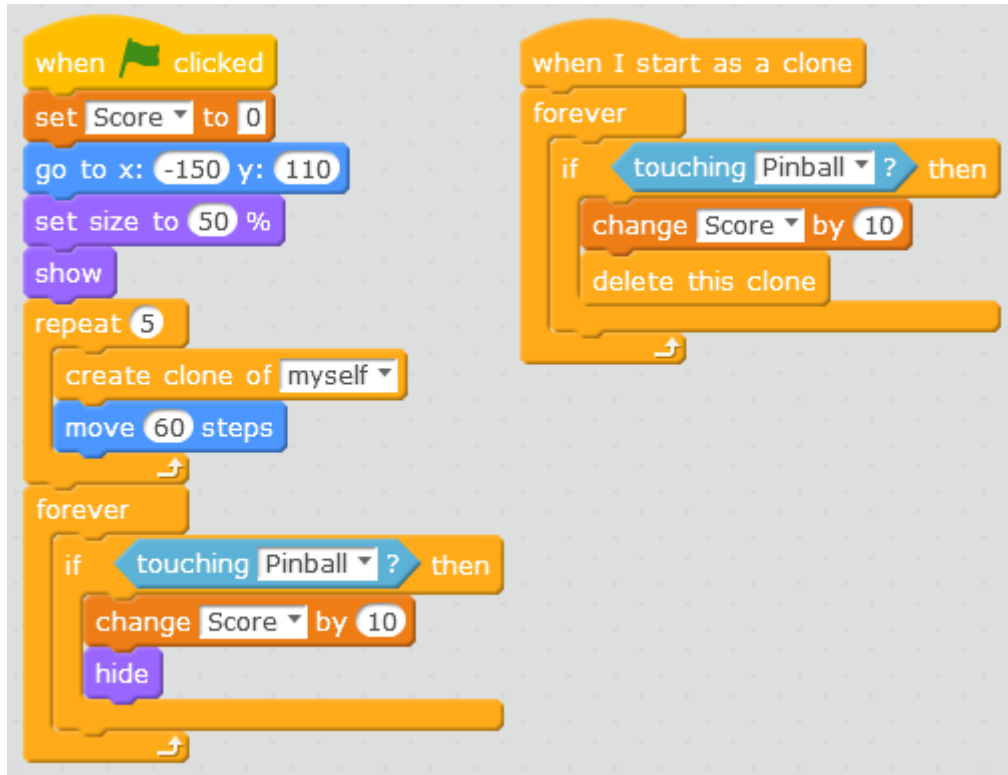 when clicked
set Score to 0
go to x: -150 y: 110
set size to 50 %
show
repeat 5
create clone of myself
move 60 steps
forever
if touching Pinball ? then
change Score by 10
hide
when I start as a clone
forever
if touching Pinball ? then
change Score by 10
delete this clone